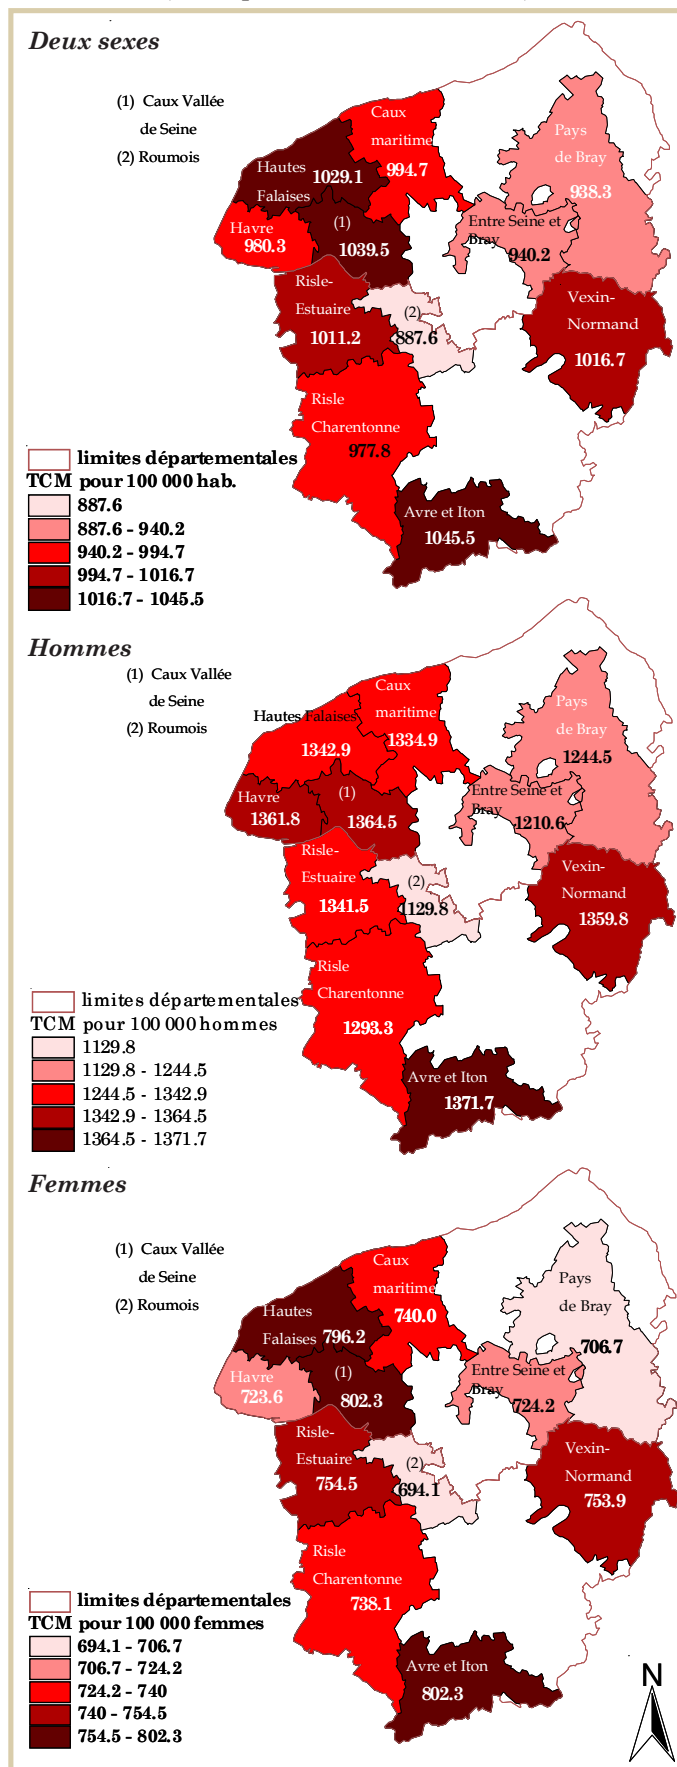 Deux sexes
(1) Caux Vallée
de Seine
(2) Roumois
Caux
maritime
994.7
Pays
de Bray
938.3
Hautes
Falaises
1029.1
Havre
980.3
(1)
1039.5
Entre Seine et
Bray
940.2
Risle-
Estuaire
1011.2
(2)
887.6
Vexin-
Normand
1016.7
Risle
Charentonne
977.8
Avre et Iton
1045.5
limites départementales
TCM pour 100 000 hab.
887.6
887.6 - 940.2
940.2 - 994.7
994.7 - 1016.7
1016.7 - 1045.5
Hommes
(1) Caux Vallée
de Seine
(2) Roumois
Caux
maritime
1334.9
Pays
de Bray
1244.5
Hautes Falaises
1342.9
Havre
1361.8
(1)
1364.5
Entre Seine et
Bray
1210.6
Risle-
Estuaire
1341.5
(2)
1129.8
Vexin-
Normand
1359.8
Risle
Charentonne
1293.3
Avre et Iton
1371.7
limites départementales
TCM pour 100 000 hommes
1129.8
1129.8 - 1244.5
1244.5 - 1342.9
1342.9 - 1364.5
1364.5 - 1371.7
Femmes
(1) Caux Vallée
de Seine
(2) Roumois
Caux
maritime
740.0
Pays
de Bray
706.7
Hautes
Falaises
796.2
Havre
723.6
(1)
802.3
Entre Seine et
Bray
724.2
Risle-
Estuaire
754.5
(2)
694.1
Vexin-
Normand
753.9
Risle
Charentonne
738.1
Avre et Iton
802.3
limites départementales
TCM pour 100 000 femmes
694.1 - 706.7
706.7 - 724.2
724.2 - 740
740 - 754.5
754.5 - 802.3
N